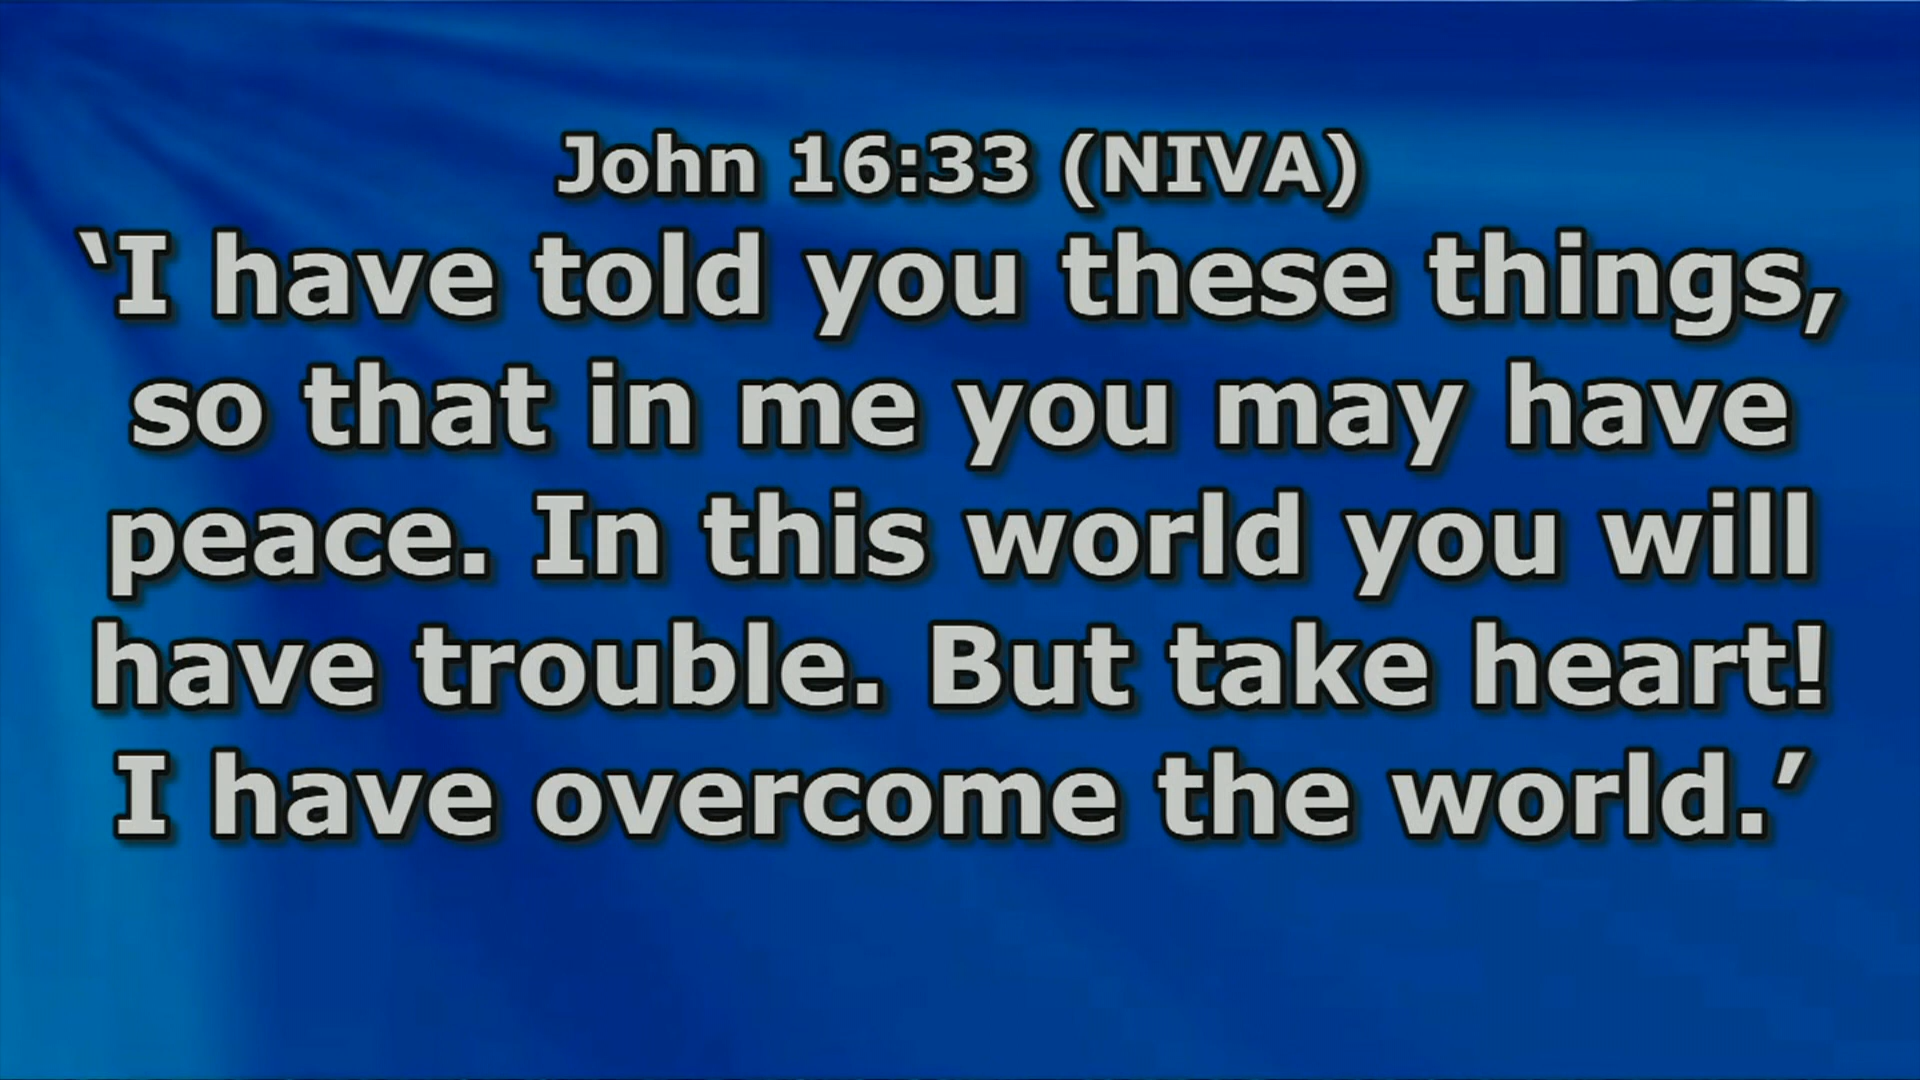 John 16:33 (NIVA)
‘I have told you these things,
so that in me you may have
peace. In this world you will
have trouble. But take heart!
I have overcome the world.’